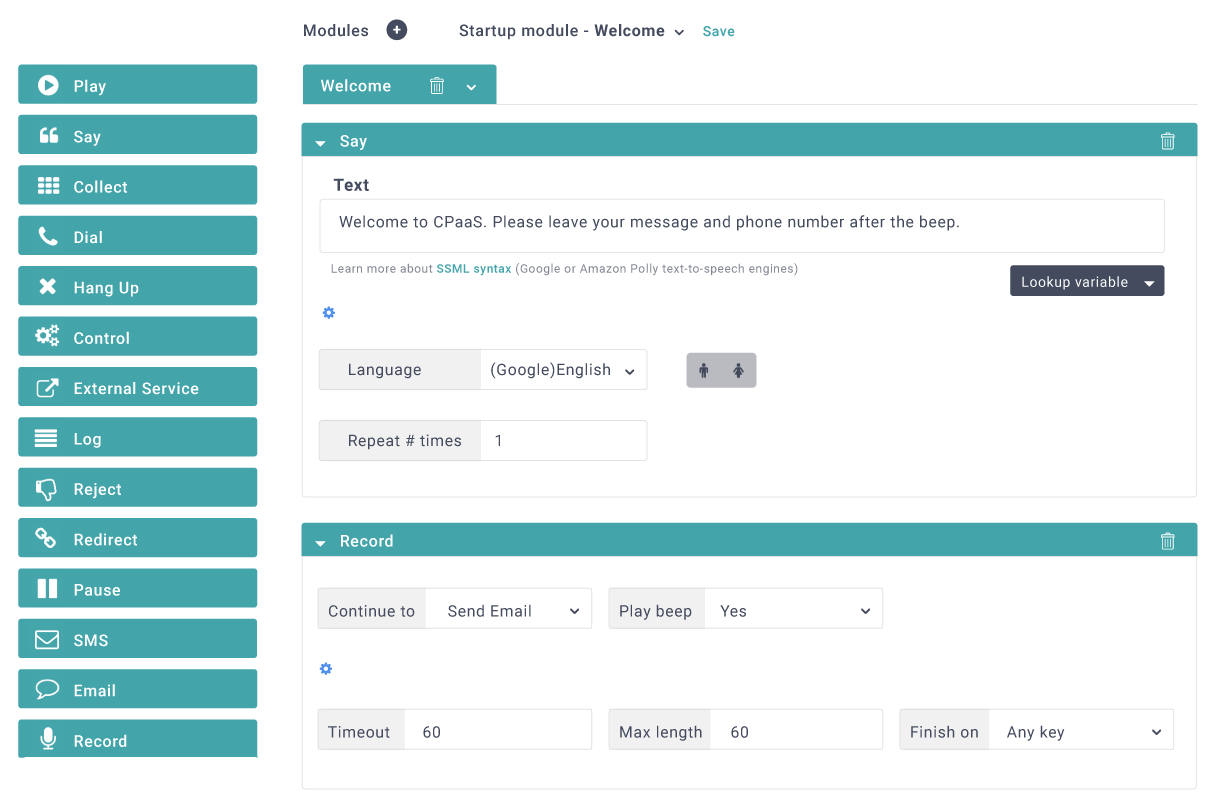 Modules
Startup module - Welcome
Save
Play
Say
Collect
Dial
Hang Up
Control
External Service
Log
Reject
Redirect
Pause
SMS
Email
Record
Welcome
Say
Text
Welcome to CPaaS. Please leave your message and phone number after the beep.
Learn more about SSML syntax (Google or Amazon Polly text-to-speech engines)
Lookup variable
Language (Google)English
Repeat # times 1
Record
Continue to Send Email Play beep Yes
Timeout 60 Max length 60 Finish on Any key